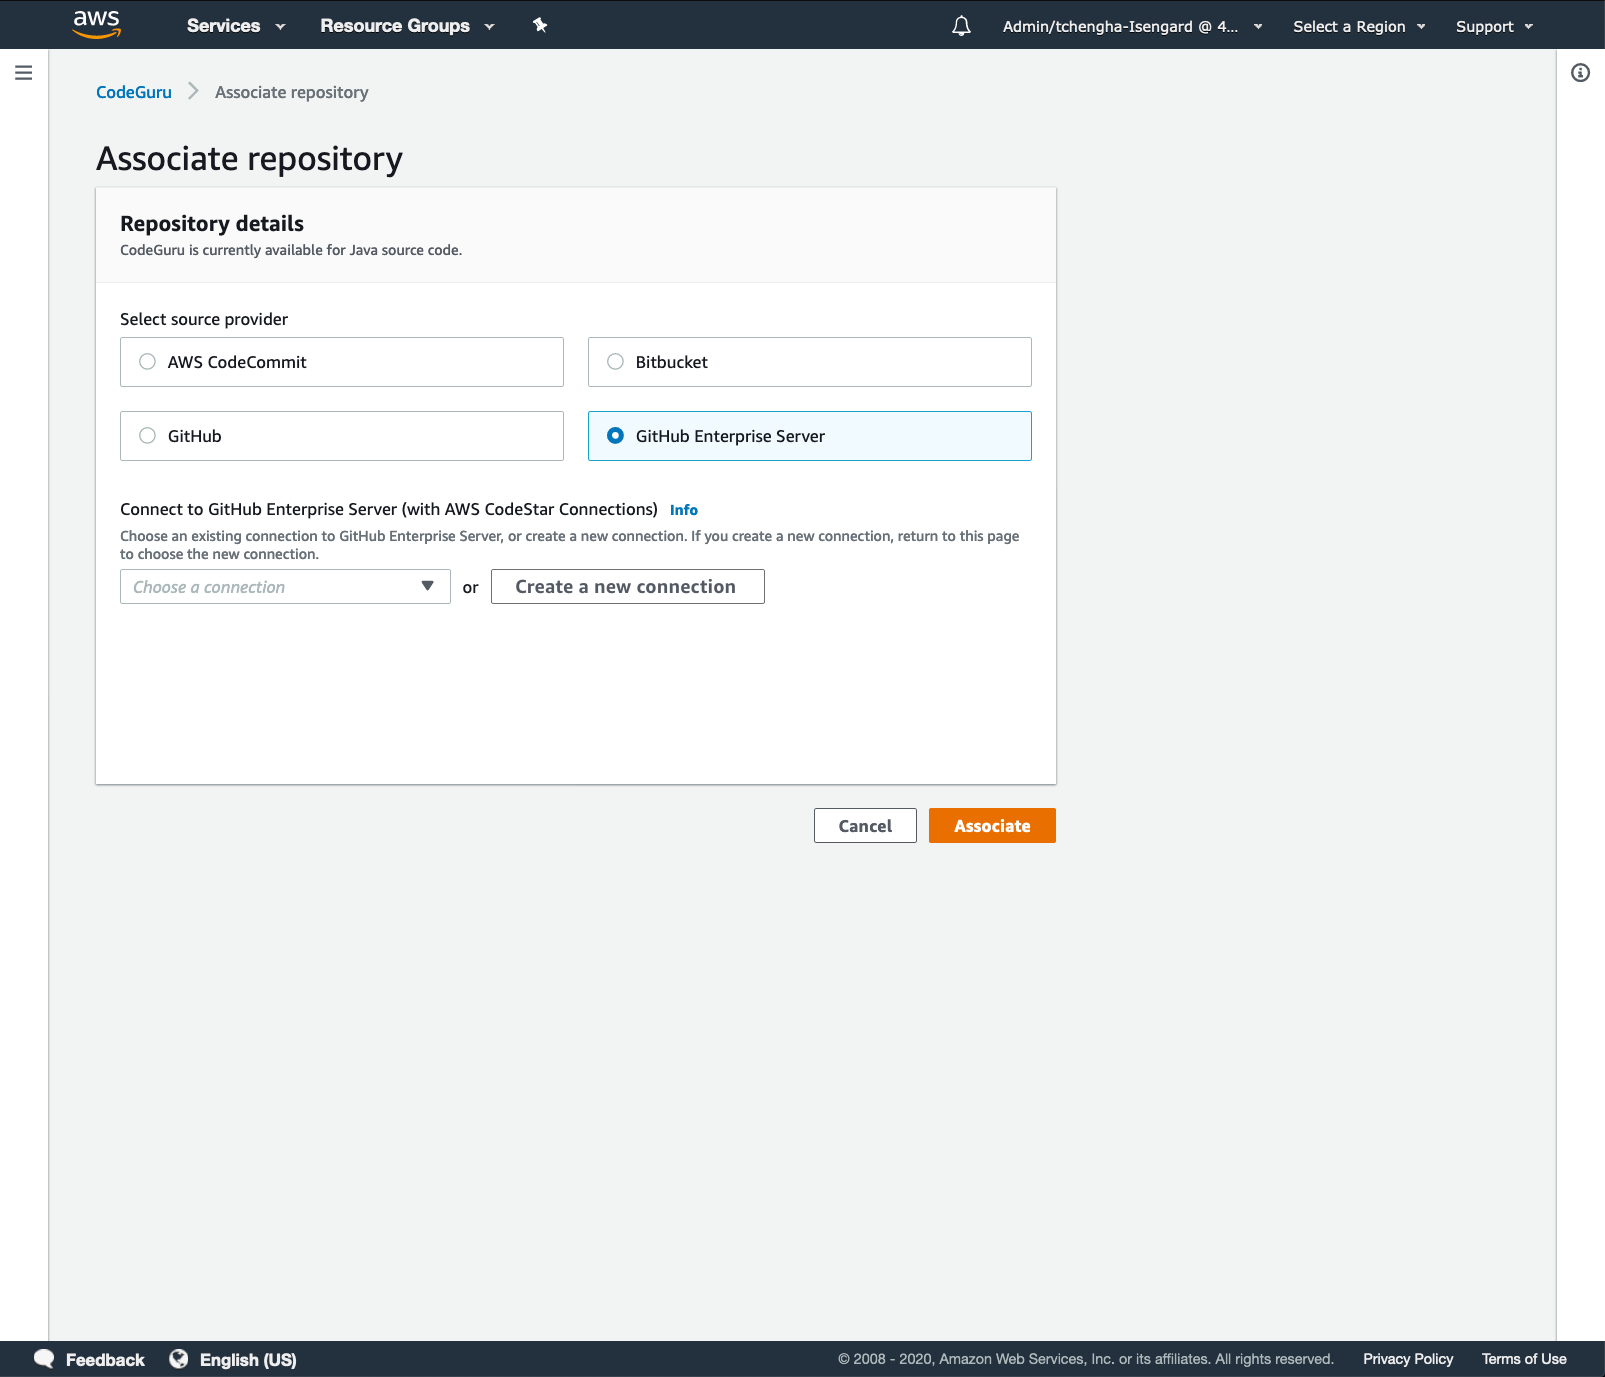 aws Services Resource Groups Admin/tchengha-Isengard @ 4... Select a Region Support
CodeGuru Associate repository
Associate repository
Repository details
CodeGuru is currently available for Java source code.
Select source provider
AWS CodeCommit Bitbucket
GitHub GitHub Enterprise Server
Connect to GitHub Enterprise Server (with AWS CodeStar Connections) Info
Choose an existing connection to GitHub Enterprise Server, or create a new connection. If you create a new connection, return to this page
to choose the new connection.
Choose a connection or Create a new connection
Cancel Associate
Feedback English (US) © 2008 - 2020, Amazon Web Services, Inc. or its affiliates. All rights reserved. Privacy Policy Terms of Use